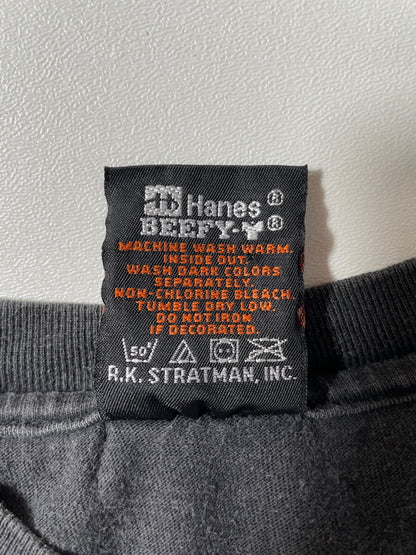 Hanes®
BEEFY-T®
MACHINE WASH WARM.
INSIDE OUT.
WASH DARK COLORS
SEPARATELY.
NON-CHLORINE BLEACH.
TUMBLE DRY LOW.
DO NOT IRON
IF DECORATED.
50°
R.K. STRATMAN, INC.